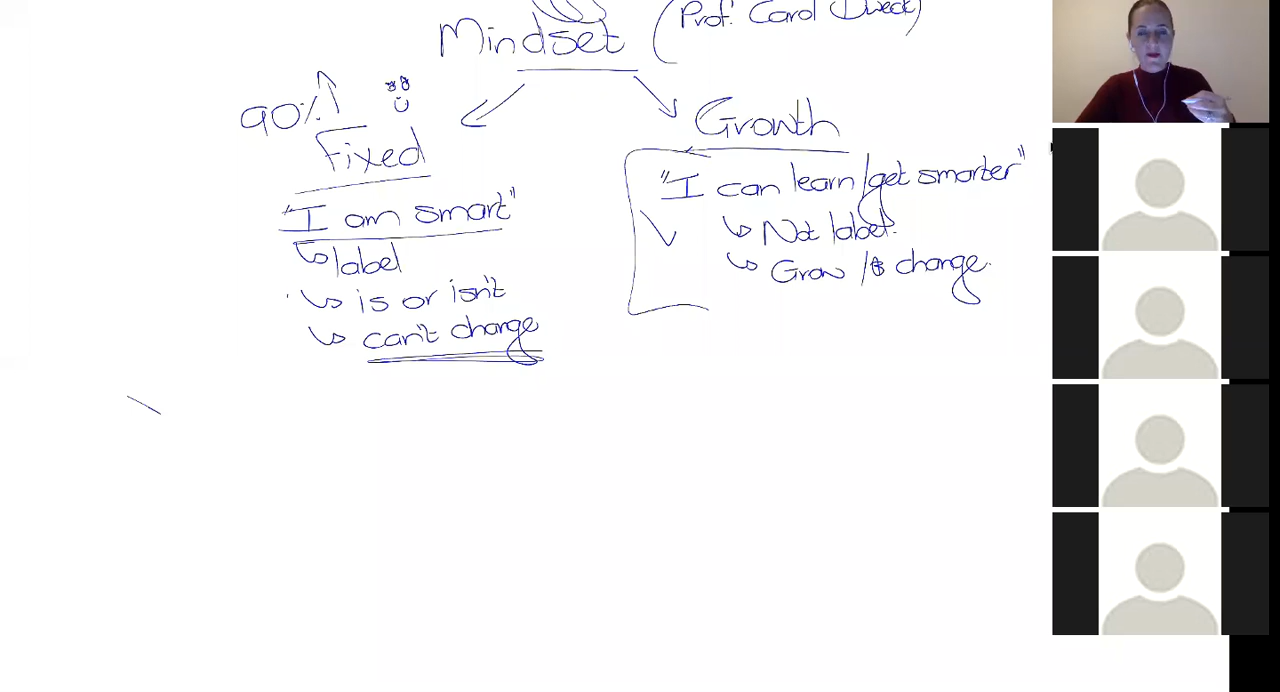 Mindset (Prof. Carol Dweck)
90%
Fixed
"I am smart"
label
is or isn't
can't change
Growth
"I can learn/get smarter"
Not label.
Grow / change.